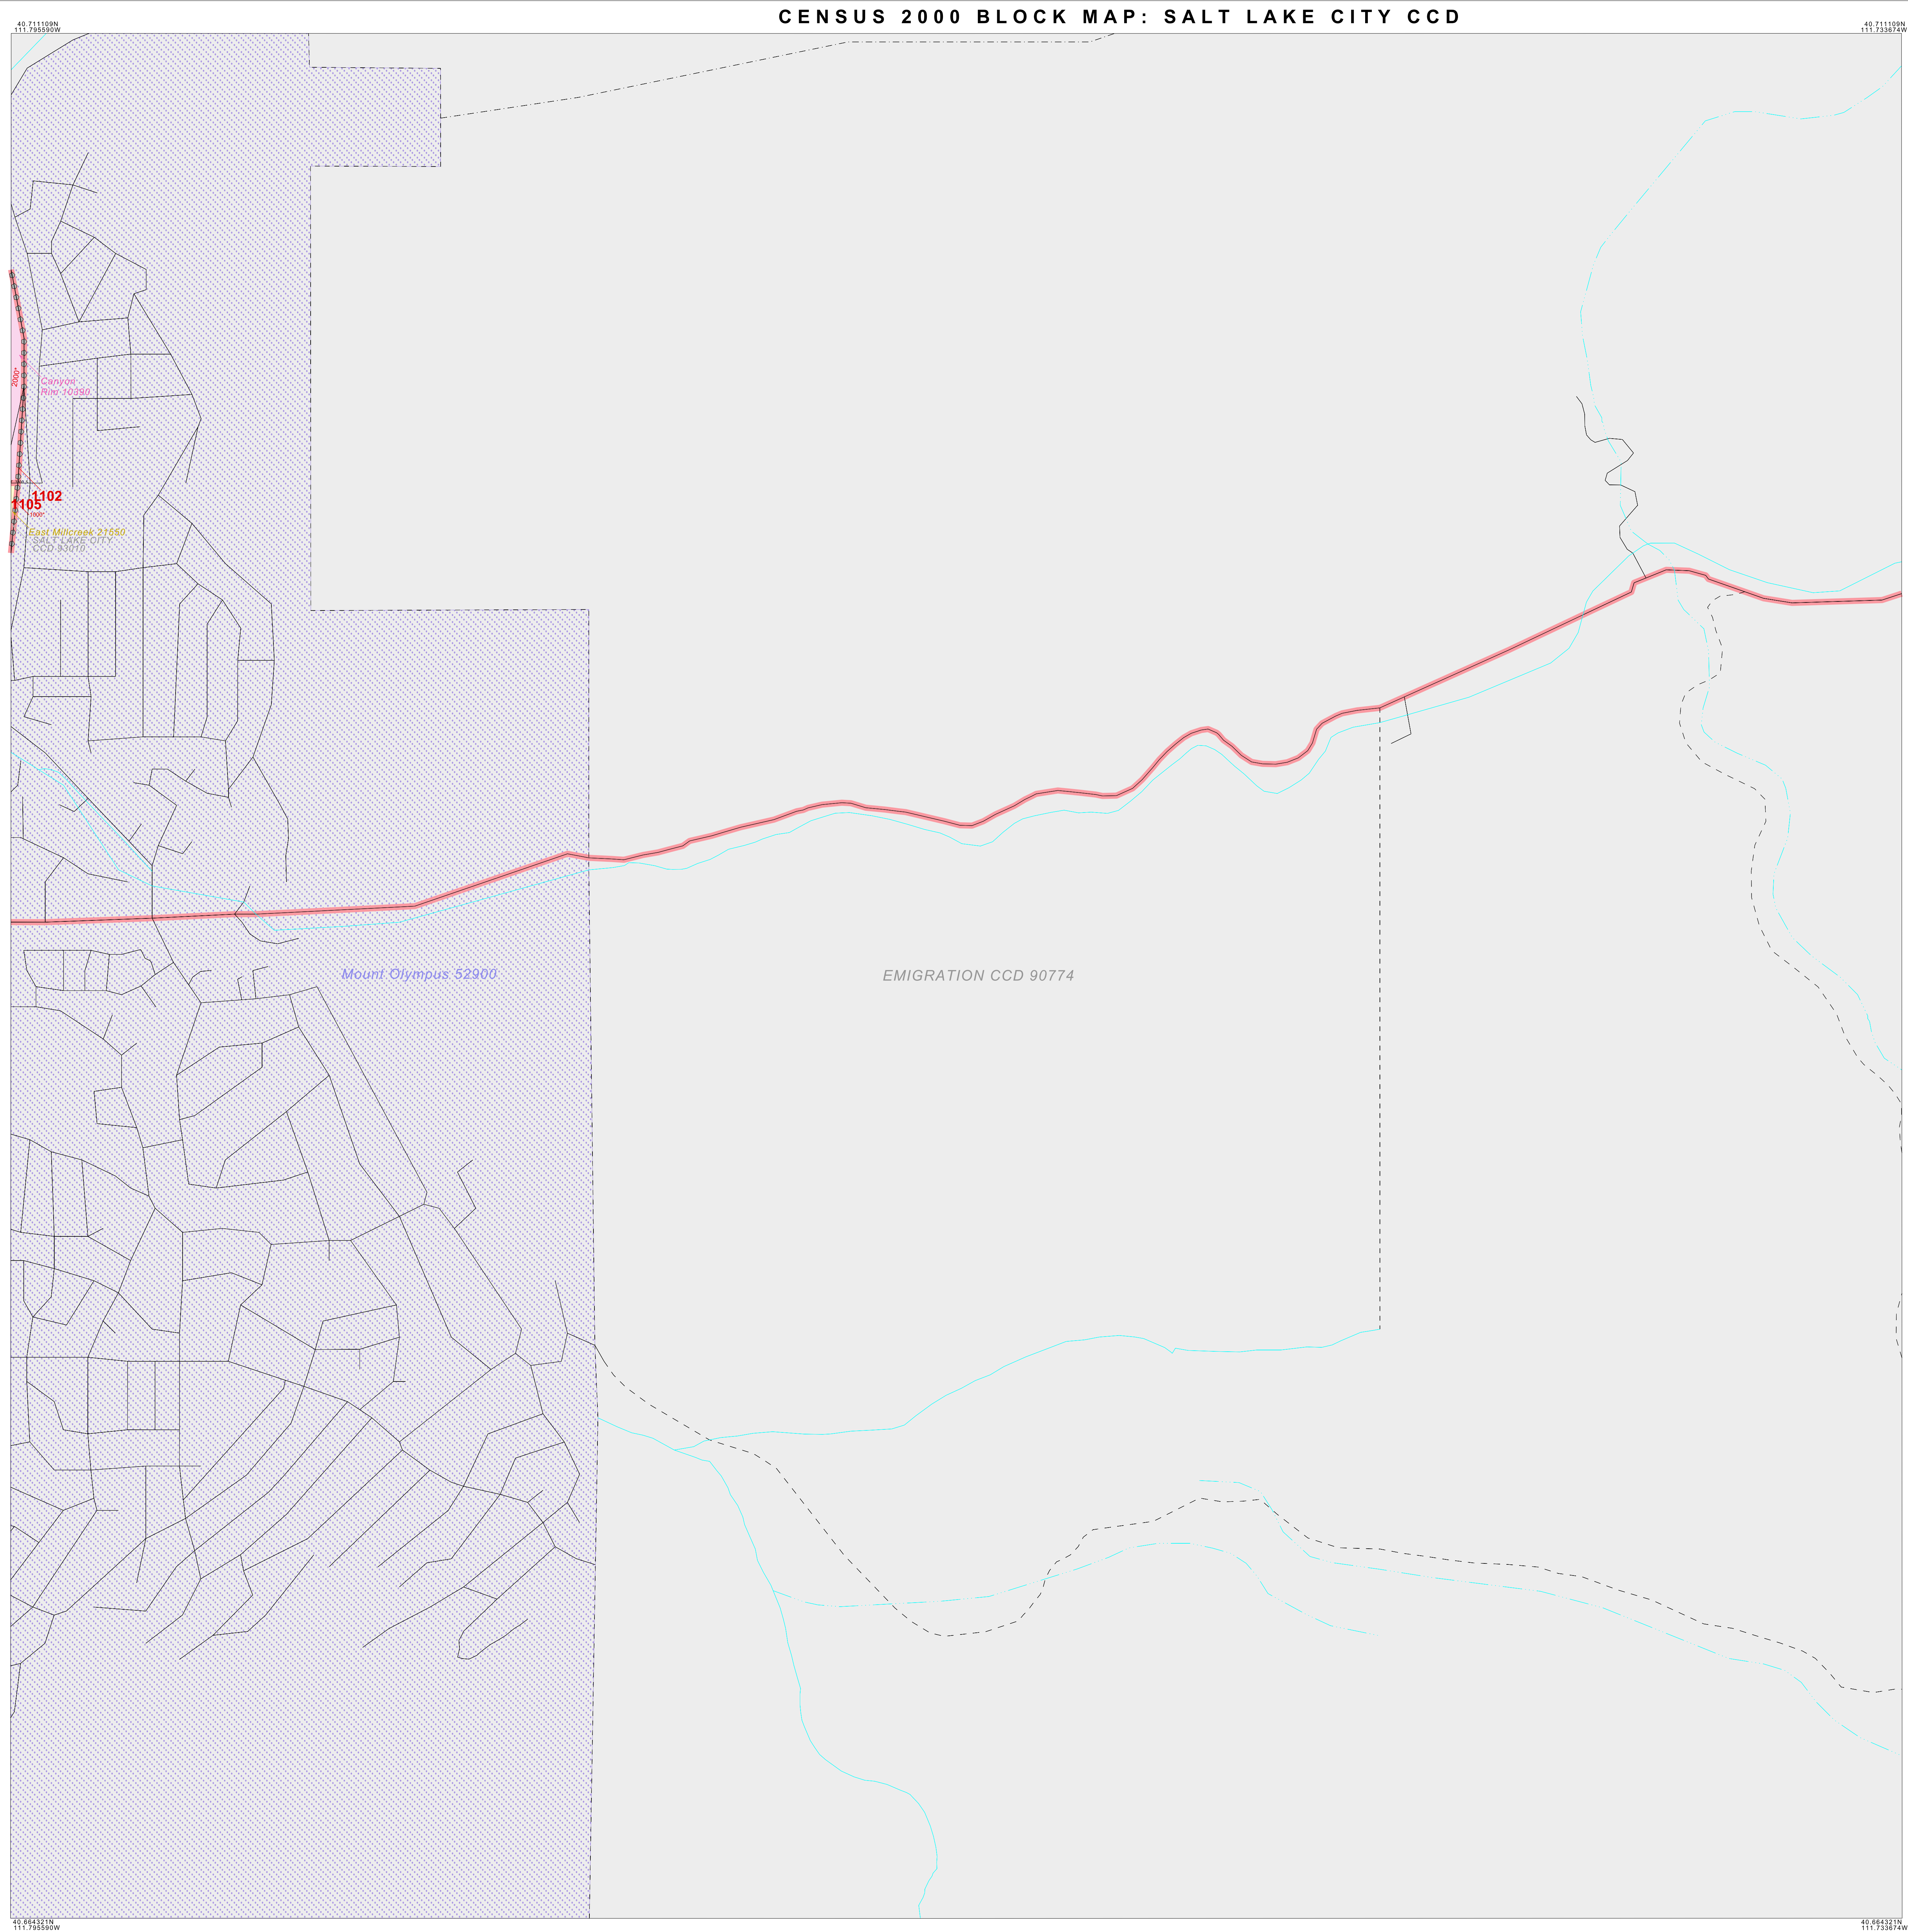 CENSUS 2000 BLOCK MAP: SALT LAKE CITY CCD
40.711109N
111.795590W
40.711109N
111.733674W
2000*
Canyon
Rim 10390
1102
1105
1600*
East Millcreek 21550
SALT LAKE CITY
CCD 93010
Mount Olympus 52900
EMIGRATION CCD 90774
40.664321N
111.795590W
40.664321N
111.733674W